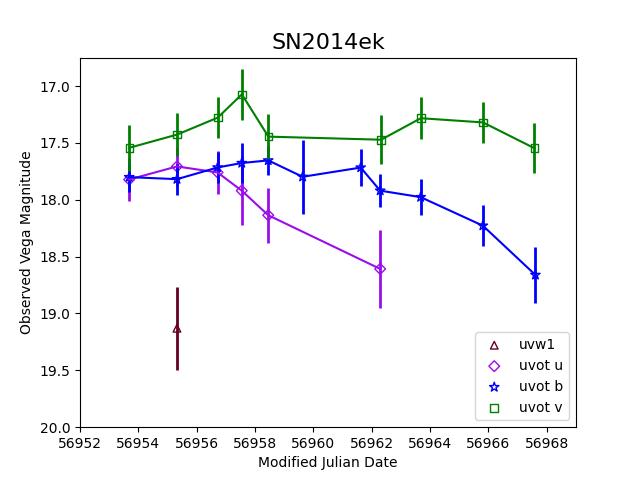 SN2014ek
Observed Vega Magnitude
17.0
17.5
18.0
18.5
19.0
19.5
20.0
uvw1
uvot u
uvot b
uvot v
56952 56954 56956 56958 56960 56962 56964 56966 56968
Modified Julian Date